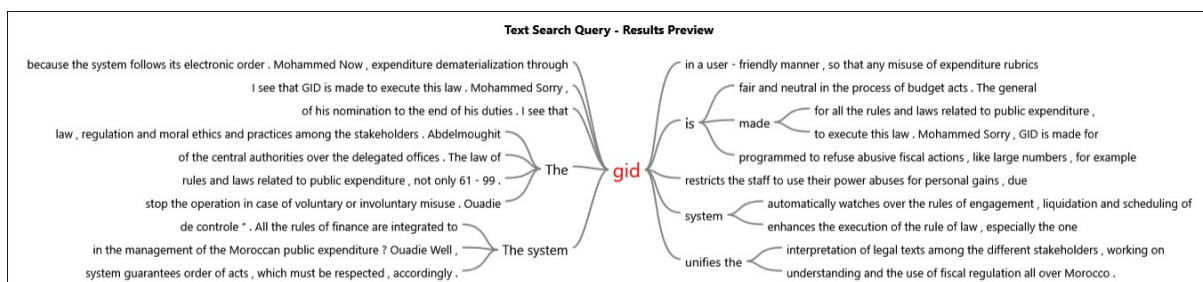 Text Search Query - Results Preview
because the system follows its electronic order . Mohammed Now , expenditure dematerialization through
I see that GID is made to execute this law . Mohammed Sorry ,
of his nomination to the end of his duties . I see that
law , regulation and moral ethics and practices among the stakeholders . Abdelmoughit
of the central authorities over the delegated offices . The law of
rules and laws related to public expenditure , not only 61 - 99 .
stop the operation in case of voluntary or involuntary misuse . Ouadie
The
de controle " . All the rules of finance are integrated to
in the management of the Moroccan public expenditure ? Ouadie Well ,
system guarantees order of acts , which must be respected , accordingly .
The system
gid
in a user - friendly manner , so that any misuse of expenditure rubrics
is
fair and neutral in the process of budget acts . The general
made
for all the rules and laws related to public expenditure ,
to execute this law . Mohammed Sorry , GID is made for
programmed to refuse abusive fiscal actions , like large numbers , for example
restricts the staff to use their power abuses for personal gains , due
system
automatically watches over the rules of engagement , liquidation and scheduling of
enhances the execution of the rule of law , especially the one
unifies the
interpretation of legal texts among the different stakeholders , working on
understanding and the use of fiscal regulation all over Morocco .